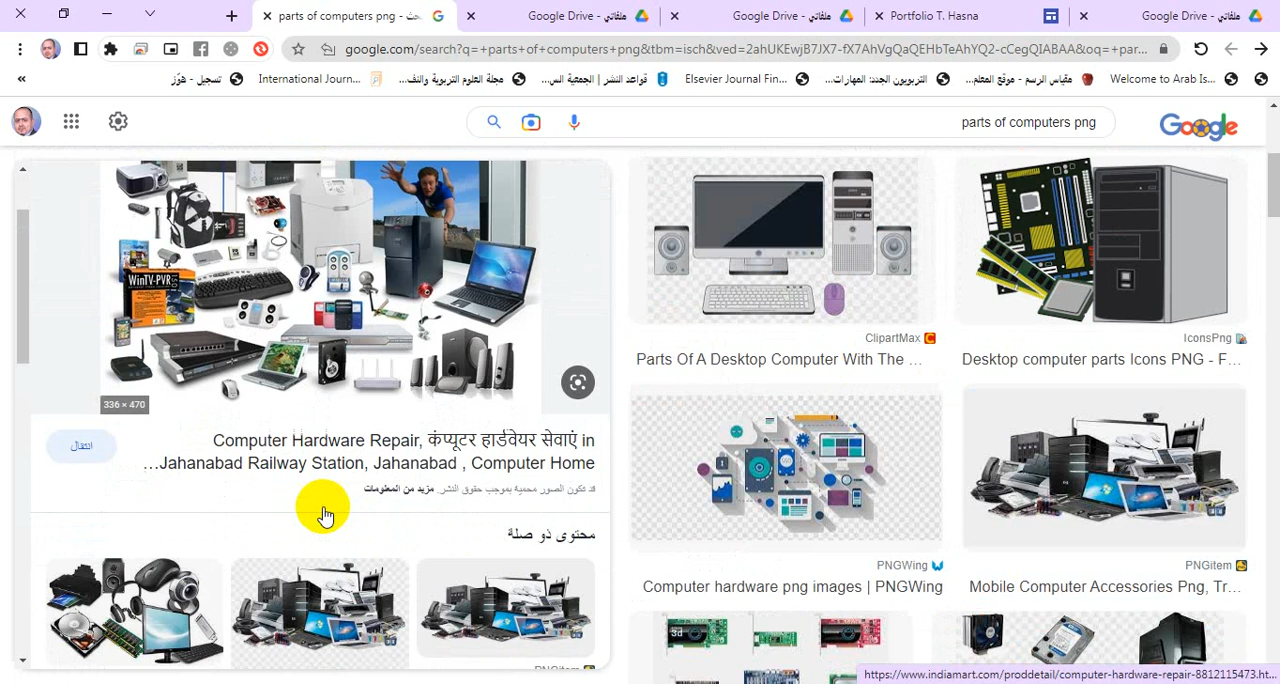 parts of computers png - حث
ملفاتي - Google Drive
ملفاتي - Google Drive
Portfolio T. Hasna
ملفاتي - Google Drive
google.com/search?q=+parts+of+computers+png&tbm=isch&ved=2ahUKEwjB7JX7-fX7AhVgQaQEHbTeAhYQ2-cCegQIABAA&oq=+par...
تسجيل - هوّز
International Journ...
مجلة العلوم التربوية والنف...
قواعد النشر | الجمعية الس...
Elsevier Journal Fin...
التربويون الجدد: المهارات...
مقياس الرسم - موقع المعلم...
Welcome to Arab Is...
parts of computers png
Google
WinTV-PVR
336 × 470
انتقال
Computer Hardware Repair, कंप्यूटर हार्डवेयर सेवाएं in
Jahanabad Railway Station, Jahanabad , Computer Home...
قد تكون الصور محمية بموجب حقوق النشر. مزيد من المعلومات
محتوى ذو صلة
PNGitem
ClipartMax
Parts Of A Desktop Computer With The ...
IconsPng
Desktop computer parts Icons PNG - F...
PNGWing
Computer hardware png images | PNGWing
PNGitem
Mobile Computer Accessories Png, Tr...
3d
https://www.indiamart.com/proddetail/computer-hardware-repair-8812115473.ht...